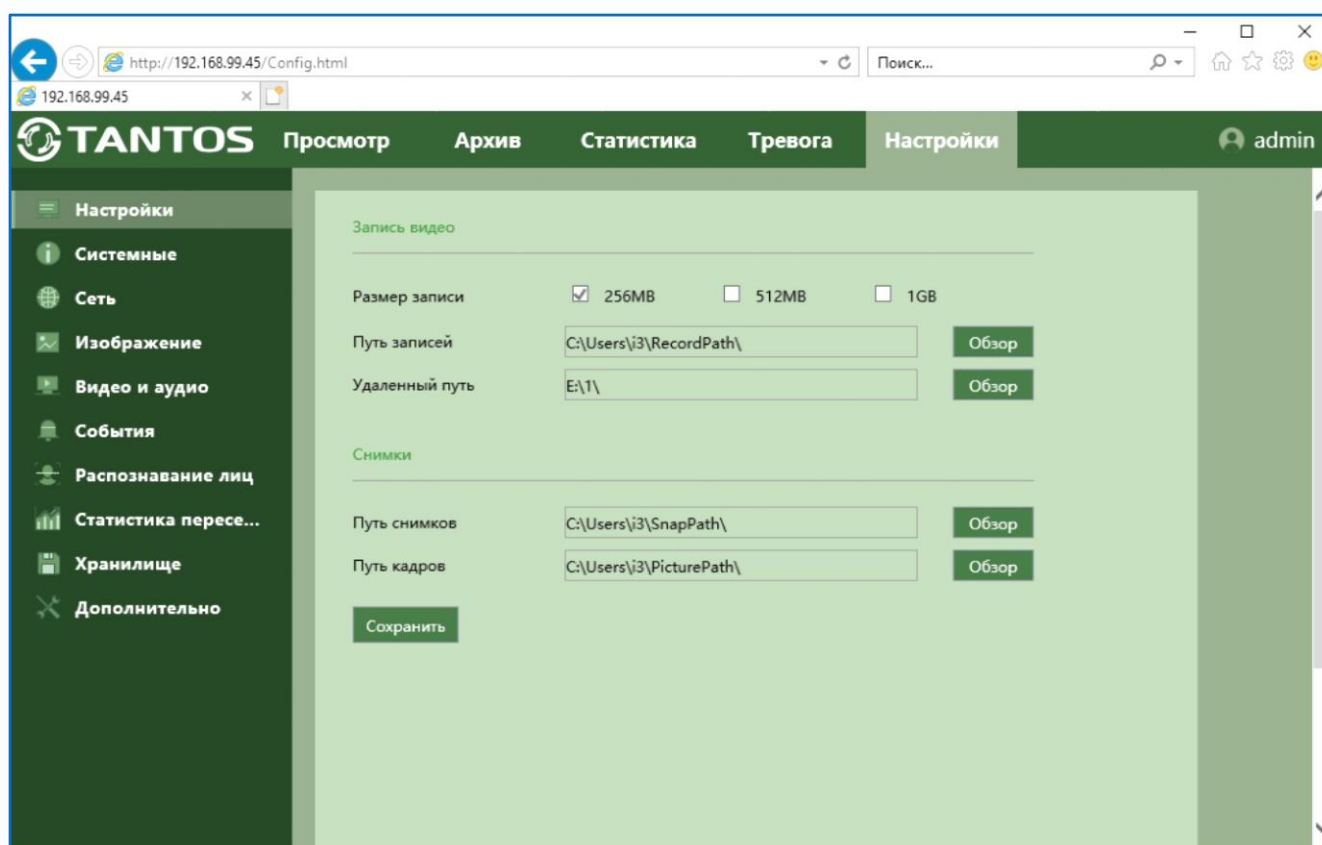 http://192.168.99.45/Config.html
Поиск...
192.168.99.45
TANTOS Просмотр Архив Статистика Тревога Настройки admin
Настройки
Системные
Сеть
Изображение
Видео и аудио
События
Распознавание лиц
Статистика пересе...
Хранилище
Дополнительно
Запись видео
Размер записи 256MB 512MB 1GB
Путь записей C:\Users\i3\RecordPath\ Обзор
Удаленный путь E:\1\ Обзор
Снимки
Путь снимков C:\Users\i3\SnapPath\ Обзор
Путь кадров C:\Users\i3\PicturePath\ Обзор
Сохранить